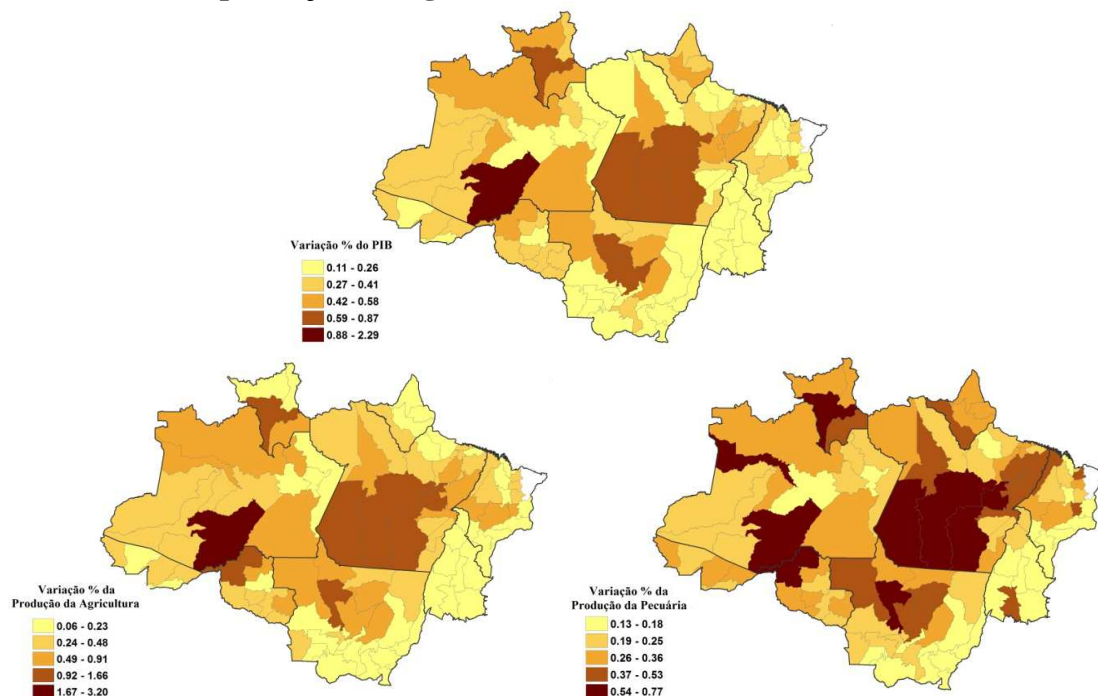 Variação % do PIB
0.11 - 0.26
0.27 - 0.41
0.42 - 0.58
0.59 - 0.87
0.88 - 2.29
Variação % da
Produção da Agricultura
0.06 - 0.23
0.24 - 0.48
0.49 - 0.91
0.92 - 1.66
1.67 - 3.20
Variação % da
Produção da Pecuária
0.13 - 0.18
0.19 - 0.25
0.26 - 0.36
0.37 - 0.53
0.54 - 0.77